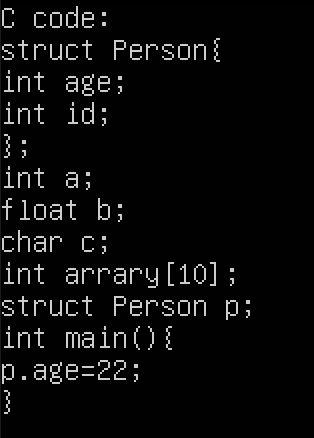 C code:
struct Person{
int age;
int id;
};
int a;
float b;
char c;
int arrary[10];
struct Person p;
int main(){
p.age=22;
}